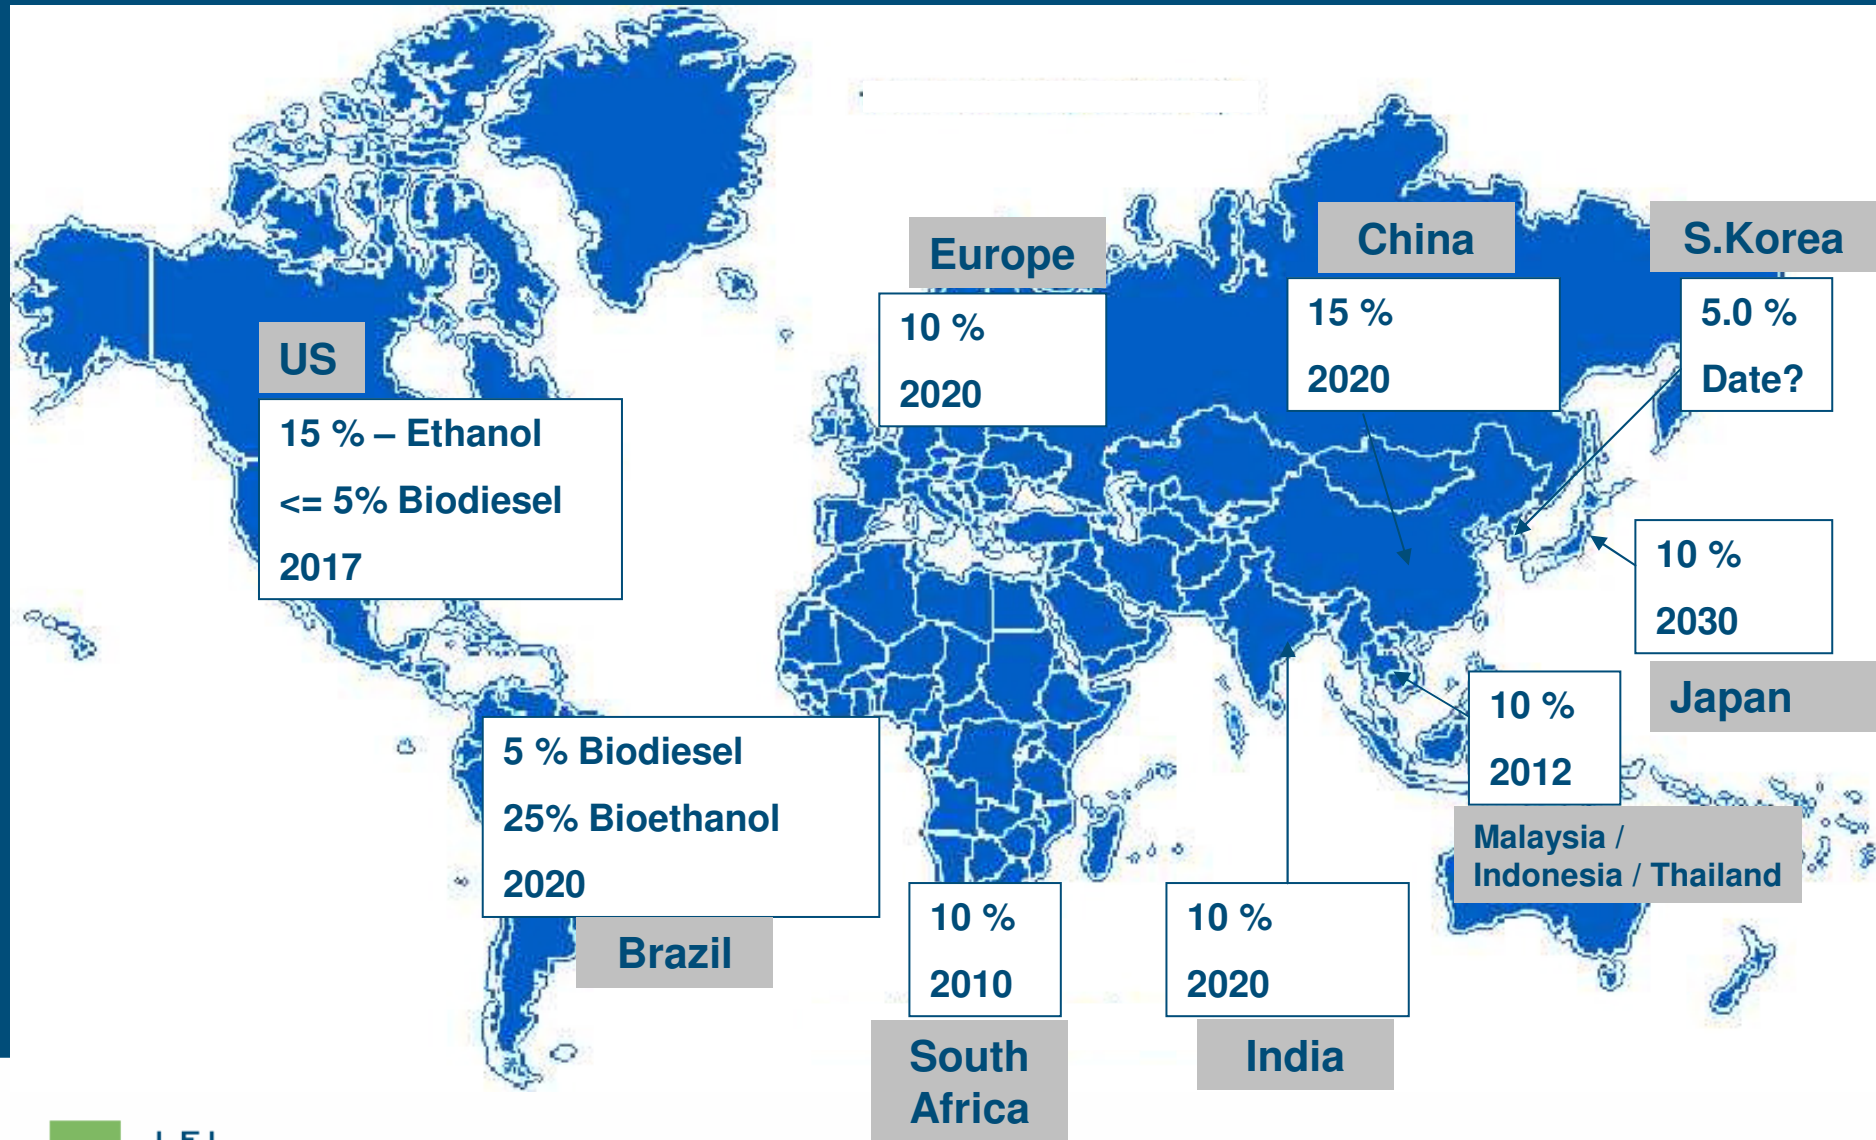 US
15 % – Ethanol
<= 5% Biodiesel
2017
Europe
10 %
2020
China
15 %
2020
S.Korea
5.0 %
Date?
10 %
2030
Japan
10 %
2012
Malaysia /
Indonesia / Thailand
5 % Biodiesel
25% Bioethanol
2020
Brazil
10 %
2010
South
Africa
10 %
2020
India